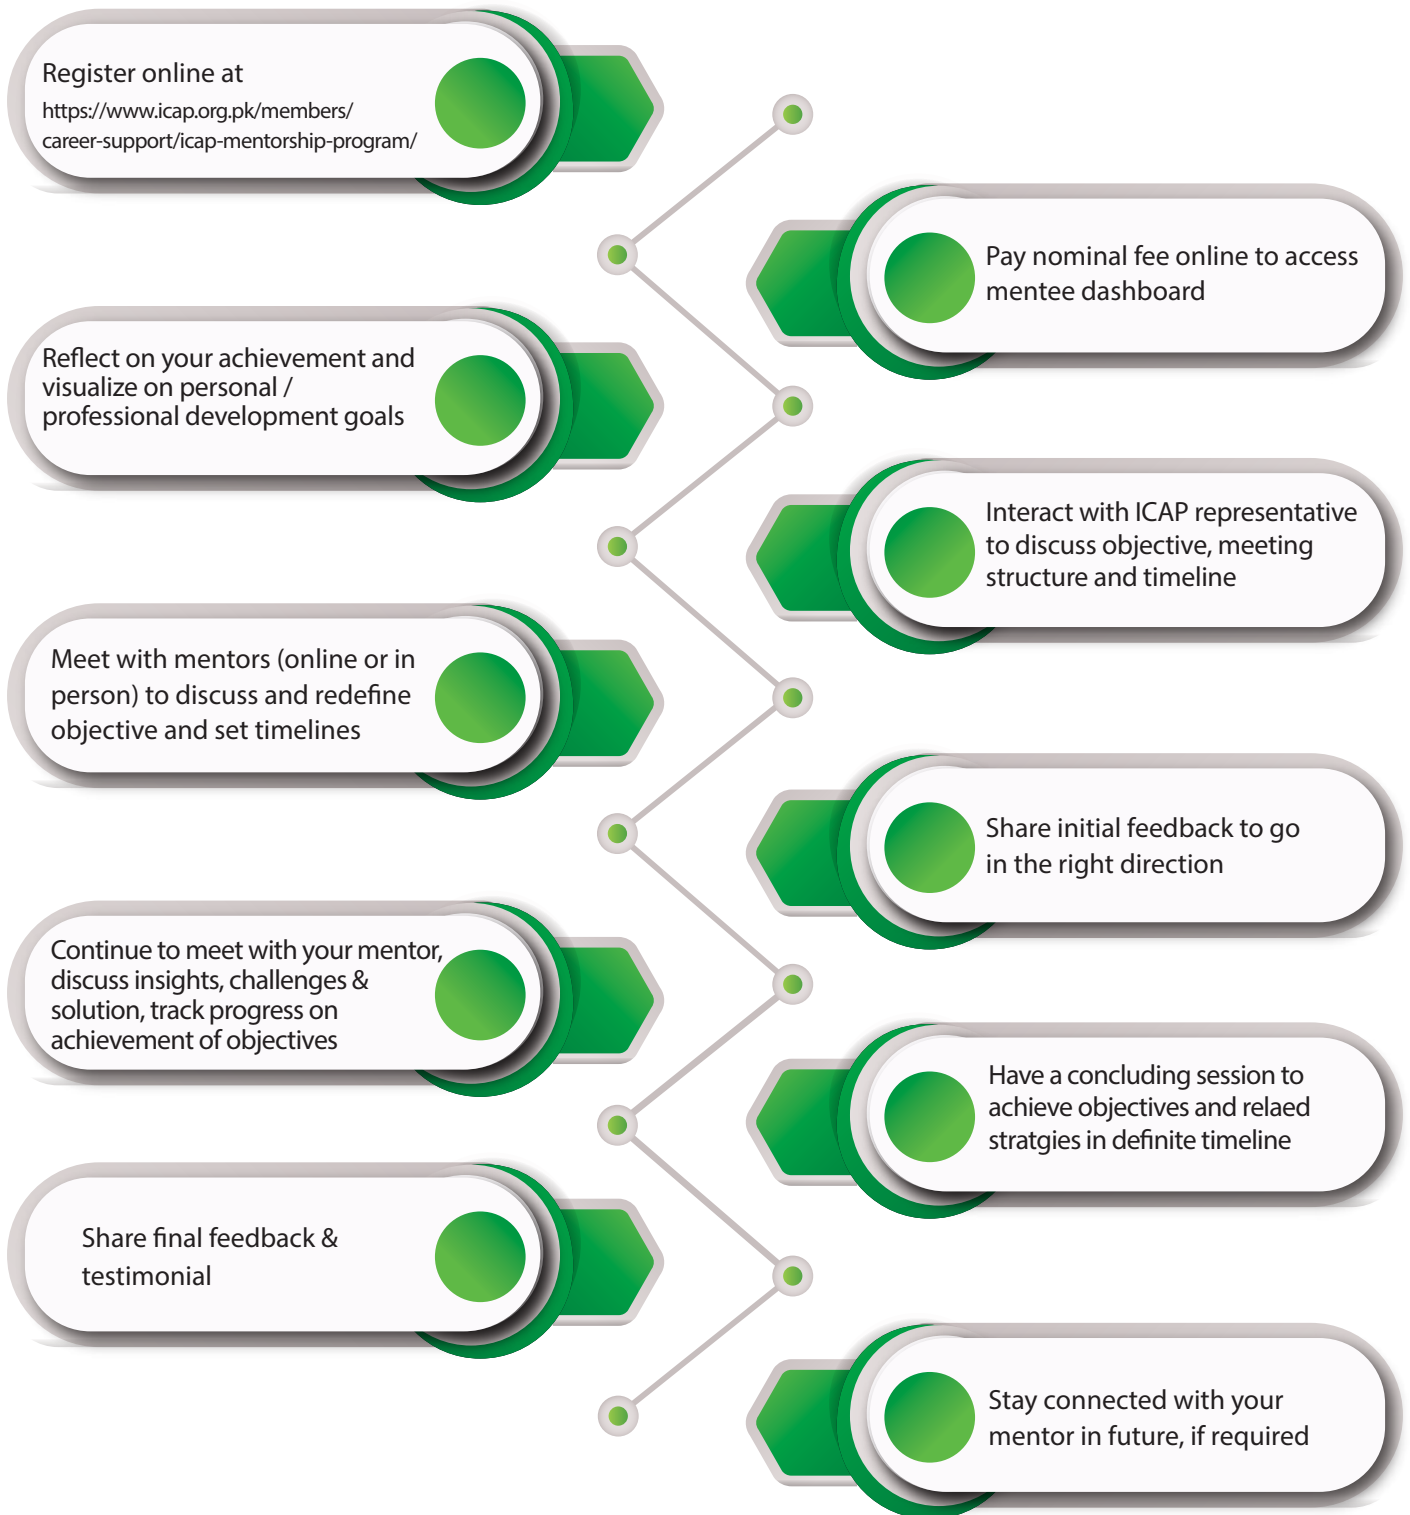 Register online at
https://www.icap.org.pk/members/
career-support/icap-mentorship-program/
Pay nominal fee online to access
mentee dashboard
Reflect on your achievement and
visualize on personal /
professional development goals
Interact with ICAP representative
to discuss objective, meeting
structure and timeline
Meet with mentors (online or in
person) to discuss and redefine
objective and set timelines
Share initial feedback to go
in the right direction
Continue to meet with your mentor,
discuss insights, challenges &
solution, track progress on
achievement of objectives
Have a concluding session to
achieve objectives and relaed
stratgies in definite timeline
Share final feedback &
testimonial
Stay connected with your
mentor in future, if required